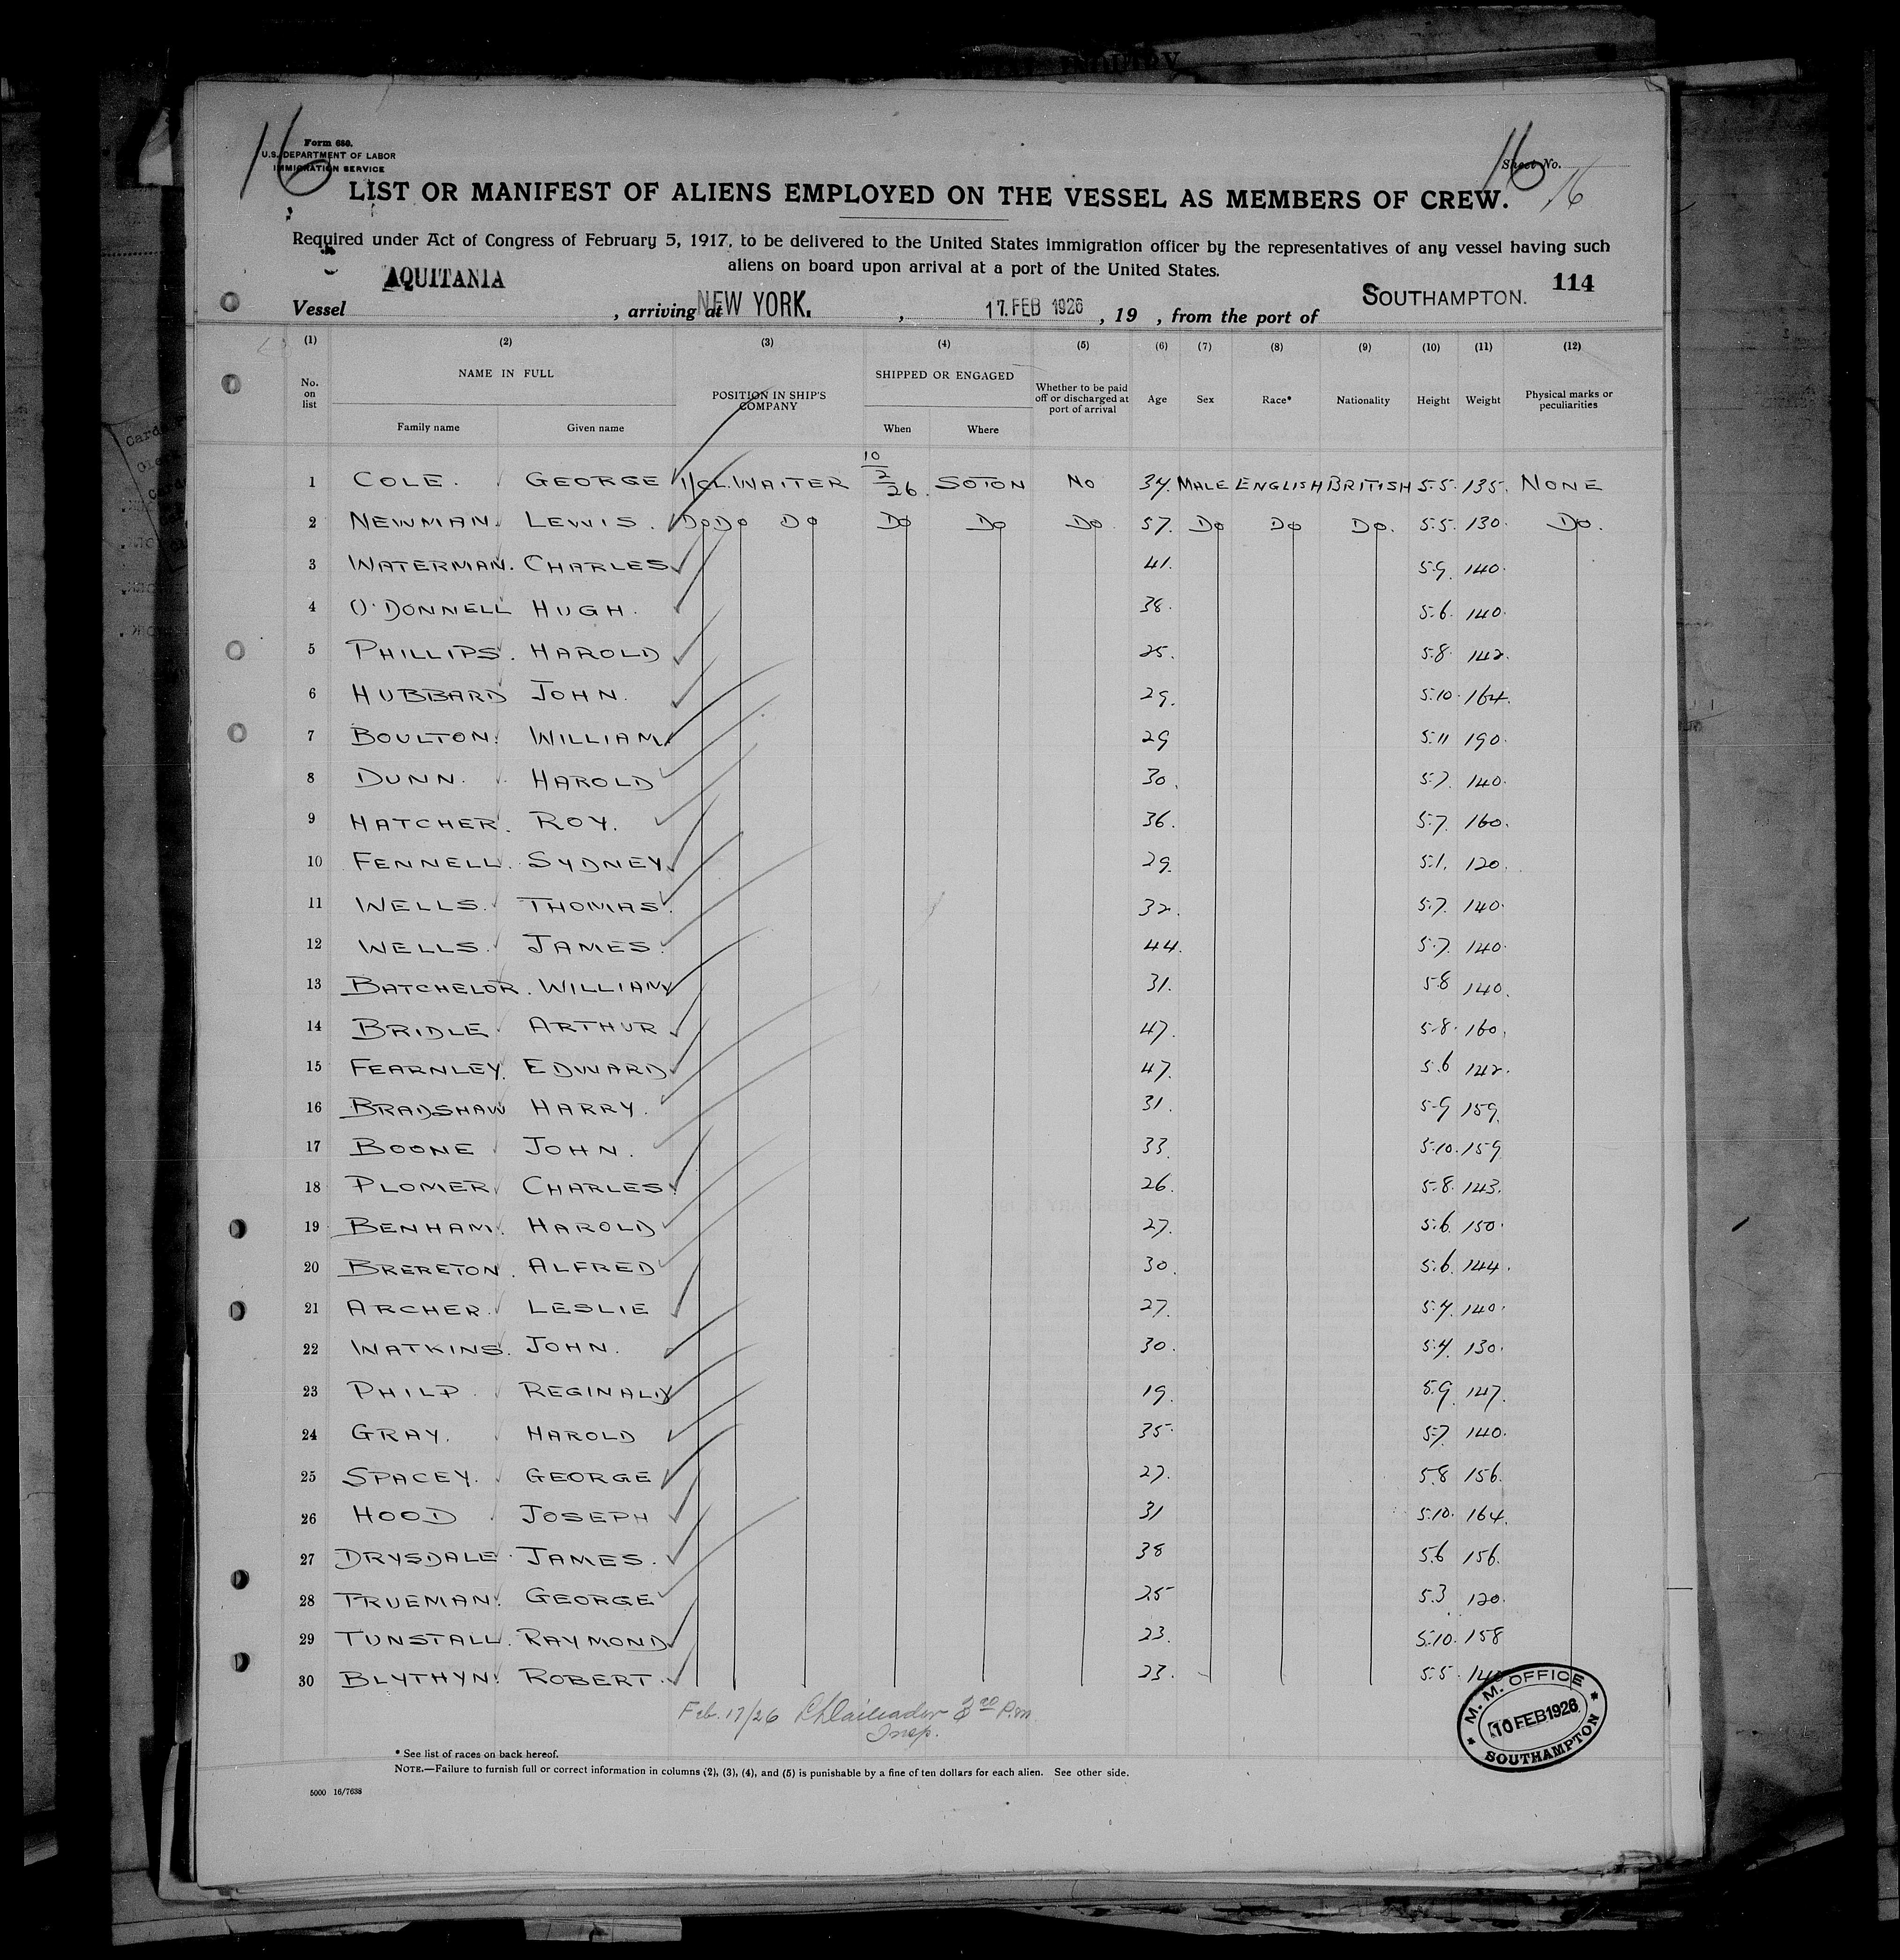 16
Form 680.
U.S. DEPARTMENT OF LABOR
IMMIGRATION SERVICE
Sheet No. 16
16
LIST OR MANIFEST OF ALIENS EMPLOYED ON THE VESSEL AS MEMBERS OF CREW.
Required under Act of Congress of February 5, 1917, to be delivered to the United States immigration officer by the representatives of any vessel having such
aliens on board upon arrival at a port of the United States.
114
Vessel AQUITANIA , arriving at NEW YORK. , 17. FEB 1926 , 19 , from the port of SOUTHAMPTON.
(1) (2) (3) (4) (5) (6) (7) (8) (9) (10) (11) (12)
No. on list NAME IN FULL POSITION IN SHIP'S COMPANY SHIPPED OR ENGAGED Whether to be paid off or discharged at port of arrival Age Sex Race* Nationality Height Weight Physical marks or peculiarities
Family name Given name When Where
1 COLE. GEORGE 1/CL. WAITER 10/2/26. SOTON NO 34. MALE ENGLISH BRITISH 5.5. 135. NONE
2 NEWMAN. LEWIS. DO DO DO DO DO DO 57. DO DO DO. 5.5. 130. DO.
3 WATERMAN. CHARLES 41. 5.9. 140.
4 O'DONNELL HUGH. 38. 5.6. 140.
5 PHILLIPS. HAROLD 25. 5.8. 142.
6 HUBBARD JOHN. 29. 5.10. 164.
7 BOULTON. WILLIAM. 29 5.11 190.
8 DUNN. HAROLD 30. 5.7. 140.
9 HATCHER. ROY. 36. 5.7. 160.
10 FENNELL. SYDNEY 29. 5.1. 120.
11 WELLS. THOMAS. 32. 5.7. 140.
12 WELLS. JAMES. 44. 5.7. 140.
13 BATCHELOR. WILLIAM 31. 5.8 140.
14 BRIDLE. ARTHUR 47. 5.8. 160.
15 FEARNLEY. EDWARD 47. 5.6 142.
16 BRADSHAW HARRY. 31. 5.9 159.
17 BOONE JOHN. 33. 5.10. 159
18 PLOMER CHARLES 26. 5.8. 143.
19 BENHAM. HAROLD 27. 5.6. 150.
20 BRERETON. ALFRED 30. 5.6. 144.
21 ARCHER. LESLIE 27. 5.4. 140.
22 WATKINS. JOHN. 30. 5.4. 130.
23 PHILP. REGINALD 19. 5.9. 147.
24 GRAY. HAROLD 35. 5.7. 140.
25 SPACEY. GEORGE 27. 5.8 156.
26 HOOD JOSEPH 31 5.10. 164.
27 DRYSDALE. JAMES. 38 5.6 156.
28 TRUEMAN. GEORGE 25 5.3 120.
29 TUNSTALL. RAYMOND 23. 5.10. 158
30 BLYTHYN. ROBERT. 23. 5.5. 140
Feb. 17/26 3 20 P.m.
Insp.
M. M. OFFICE
10 FEB 1926
SOUTHAMPTON
* See list of races on back hereof.
NOTE.—Failure to furnish full or correct information in columns (2), (3), (4), and (5) is punishable by a fine of ten dollars for each alien. See other side.
5000 16/7638